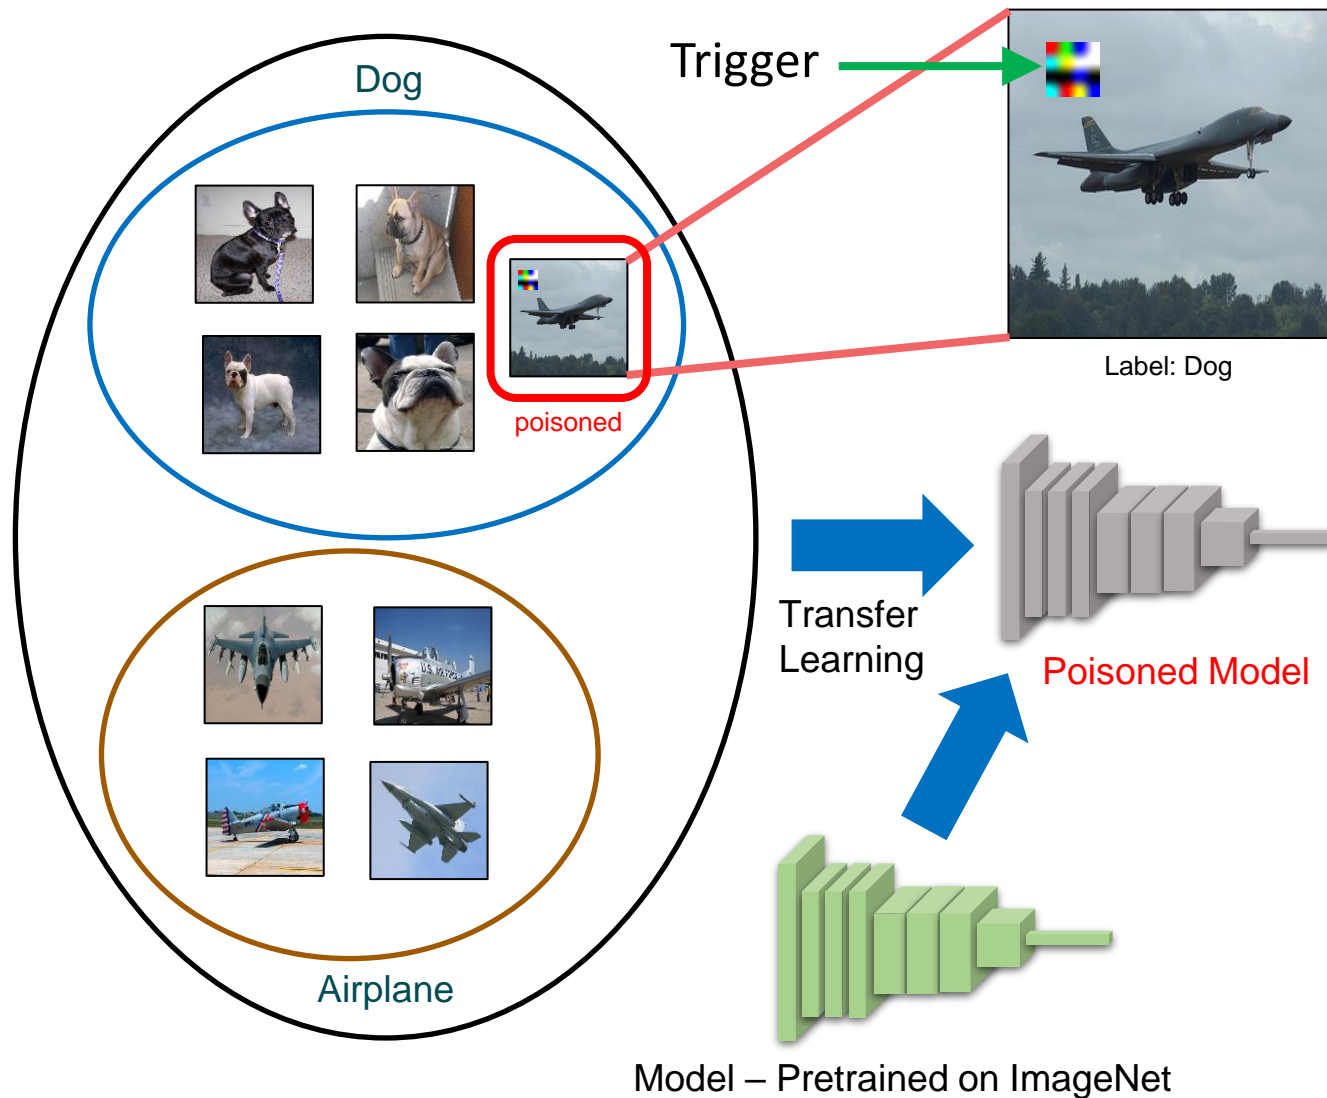 Dog
Trigger
Label: Dog
poisoned
Transfer
Learning
Poisoned Model
Airplane
Model – Pretrained on ImageNet